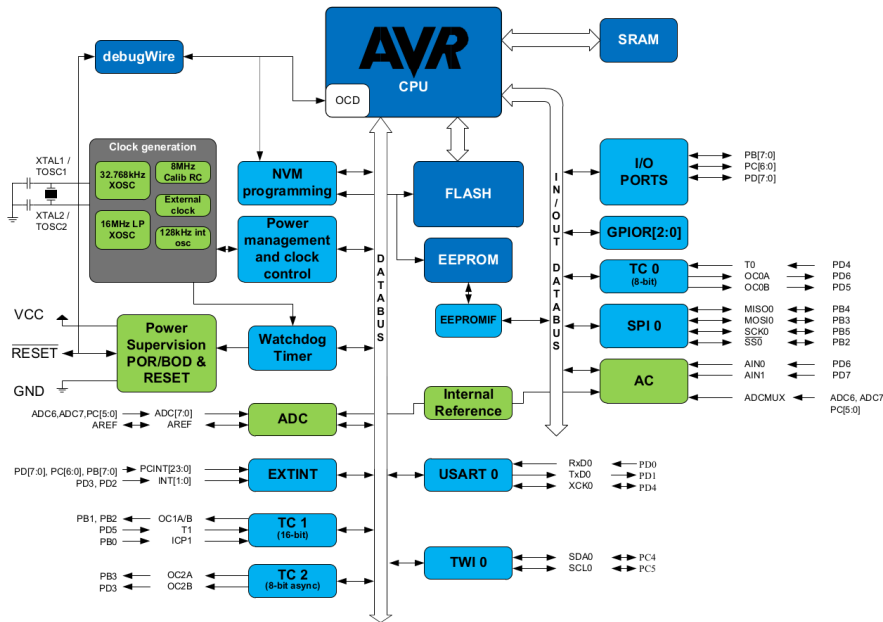 debugWire
AVR
CPU
OCD
SRAM
Clock generation
XTAL1 /
TOSC1
32.768kHz
XOSC
8MHz
Calib RC
External
clock
XTAL2 /
TOSC2
16MHz LP
XOSC
128kHz int
osc
NVM
programming
FLASH
Power
management
and clock
control
EEPROM
EEPROMIF
DATABUS
IN/OUT DATABUS
I/O
PORTS
PB[7:0]
PC[6:0]
PD[7:0]
GPIOR[2:0]
TC 0
(8-bit)
T0 PD4
OC0A PD6
OC0B PD5
SPI 0
MISO0 PB4
MOSI0 PB3
SCK0 PB5
SS0 PB2
VCC
RESET
GND
Power
Supervision
POR/BOD &
RESET
Watchdog
Timer
Internal
Reference
AC
AIN0 PD6
AIN1 PD7
ADCMUX ADC6, ADC7
PC[5:0]
ADC6,ADC7,PC[5:0] ADC[7:0]
AREF AREF
ADC
PD[7:0], PC[6:0], PB[7:0] PCINT[23:0]
PD3, PD2 INT[1:0]
EXTINT
USART 0
RxD0 PD0
TxD0 PD1
XCK0 PD4
PB1, PB2 OC1A/B
PD5 T1
PB0 ICP1
TC 1
(16-bit)
TWI 0
SDA0 PC4
SCL0 PC5
PB3 OC2A
PD3 OC2B
TC 2
(8-bit async)